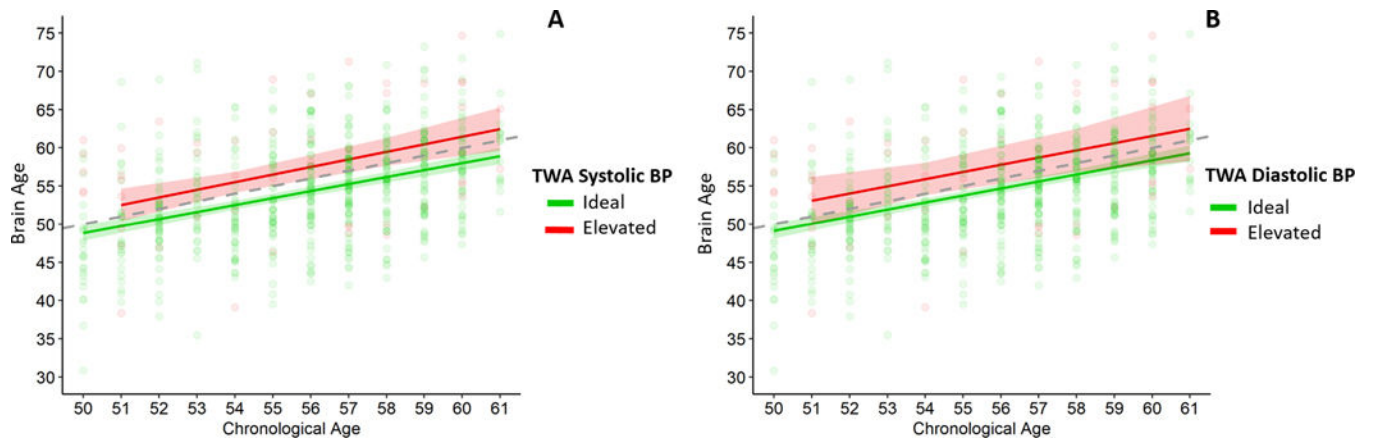 A
75
70
65
60
55
50
45
40
35
30
Brain Age
50 51 52 53 54 55 56 57 58 59 60 61
Chronological Age
TWA Systolic BP
Ideal
Elevated
B
75
70
65
60
55
50
45
40
35
30
Brain Age
50 51 52 53 54 55 56 57 58 59 60 61
Chronological Age
TWA Diastolic BP
Ideal
Elevated